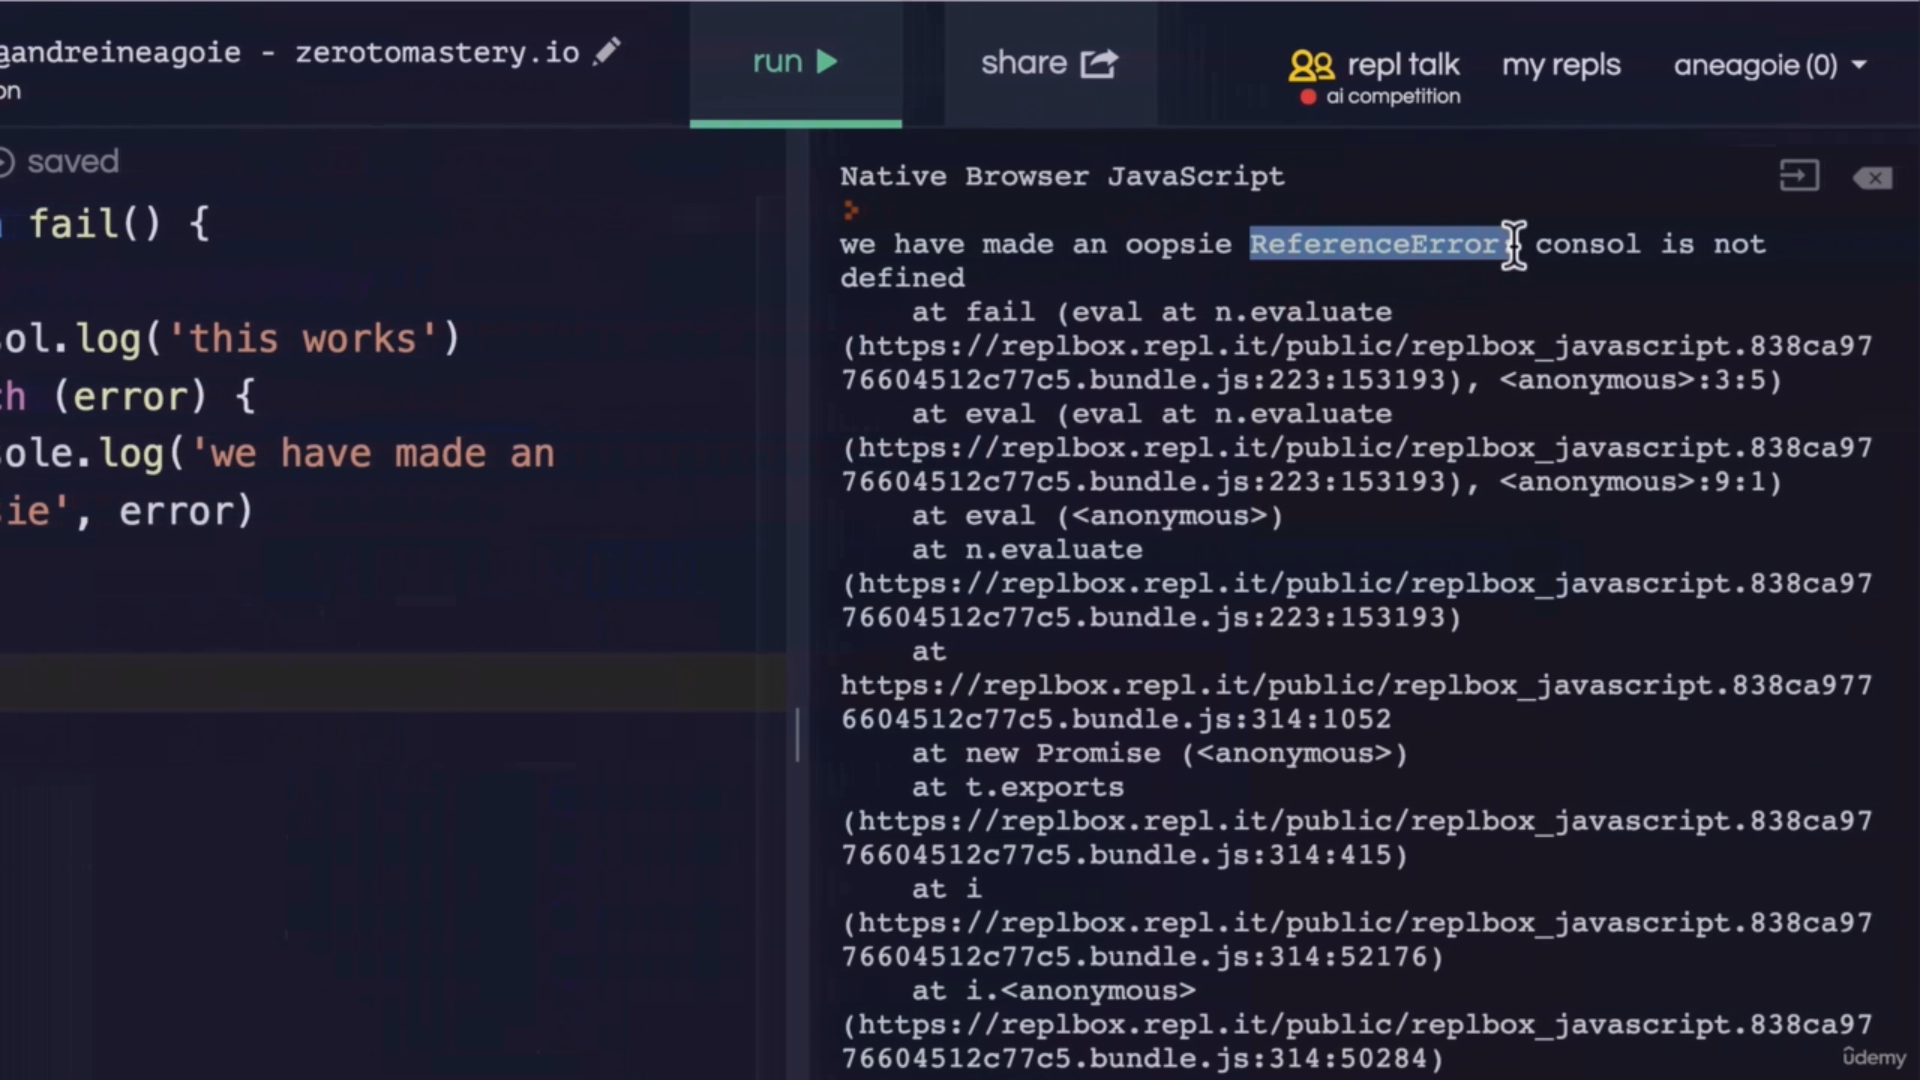 @andreineagoie - zerotomastery.io
on
run
share
repl talk
ai competition
my repls
aneagoie (0)
saved
fail() {
sol.log('this works')
ch (error) {
sole.log('we have made an
sie', error)
Native Browser JavaScript
>
we have made an oopsie ReferenceError: consol is not
defined
at fail (eval at n.evaluate
(https://replbox.repl.it/public/replbox_javascript.838ca97
76604512c77c5.bundle.js:223:153193), <anonymous>:3:5)
at eval (eval at n.evaluate
(https://replbox.repl.it/public/replbox_javascript.838ca97
76604512c77c5.bundle.js:223:153193), <anonymous>:9:1)
at eval (<anonymous>)
at n.evaluate
(https://replbox.repl.it/public/replbox_javascript.838ca97
76604512c77c5.bundle.js:223:153193)
at
https://replbox.repl.it/public/replbox_javascript.838ca977
6604512c77c5.bundle.js:314:1052
at new Promise (<anonymous>)
at t.exports
(https://replbox.repl.it/public/replbox_javascript.838ca97
76604512c77c5.bundle.js:314:415)
at i
(https://replbox.repl.it/public/replbox_javascript.838ca97
76604512c77c5.bundle.js:314:52176)
at i.<anonymous>
(https://replbox.repl.it/public/replbox_javascript.838ca97
76604512c77c5.bundle.js:314:50284)
ûdemy